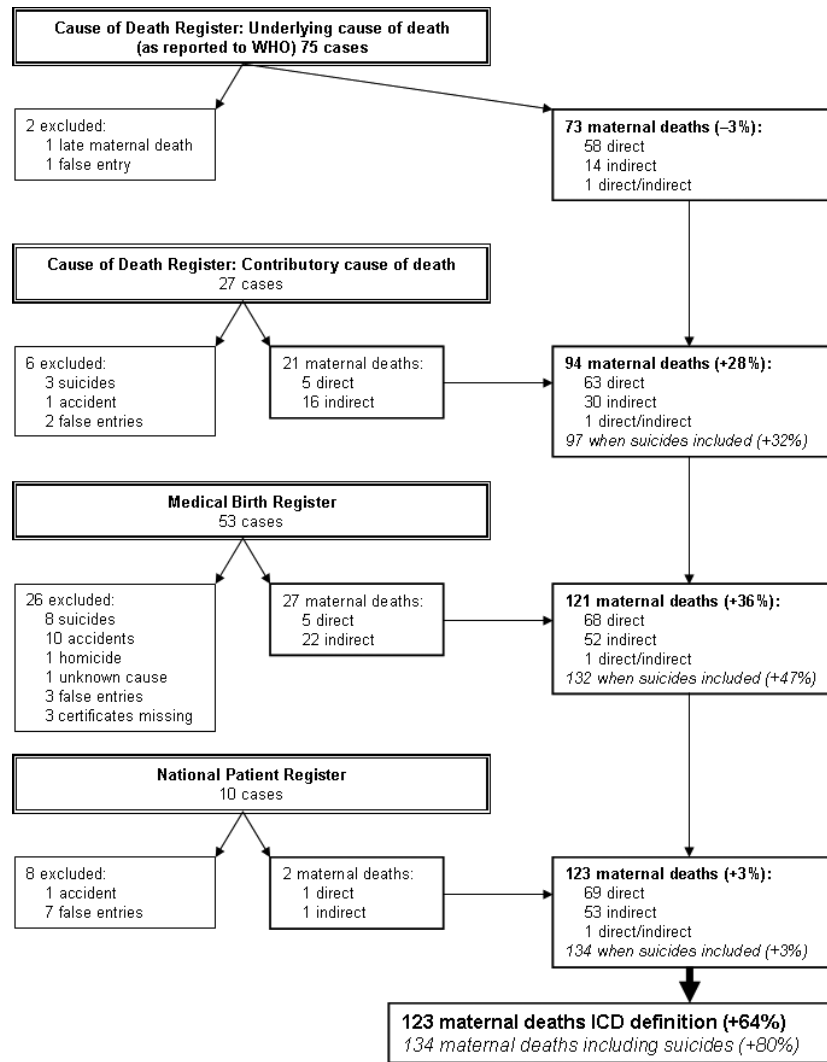 Cause of Death Register: Underlying cause of death
(as reported to WHO) 75 cases
2 excluded:
1 late maternal death
1 false entry
73 maternal deaths (–3%):
58 direct
14 indirect
1 direct/indirect
Cause of Death Register: Contributory cause of death
27 cases
6 excluded:
3 suicides
1 accident
2 false entries
21 maternal deaths:
5 direct
16 indirect
94 maternal deaths (+28%):
63 direct
30 indirect
1 direct/indirect
97 when suicides included (+32%)
Medical Birth Register
53 cases
26 excluded:
8 suicides
10 accidents
1 homicide
1 unknown cause
3 false entries
3 certificates missing
27 maternal deaths:
5 direct
22 indirect
121 maternal deaths (+36%):
68 direct
52 indirect
1 direct/indirect
132 when suicides included (+47%)
National Patient Register
10 cases
8 excluded:
1 accident
7 false entries
2 maternal deaths:
1 direct
1 indirect
123 maternal deaths (+3%):
69 direct
53 indirect
1 direct/indirect
134 when suicides included (+3%)
123 maternal deaths ICD definition (+64%)
134 maternal deaths including suicides (+80%)